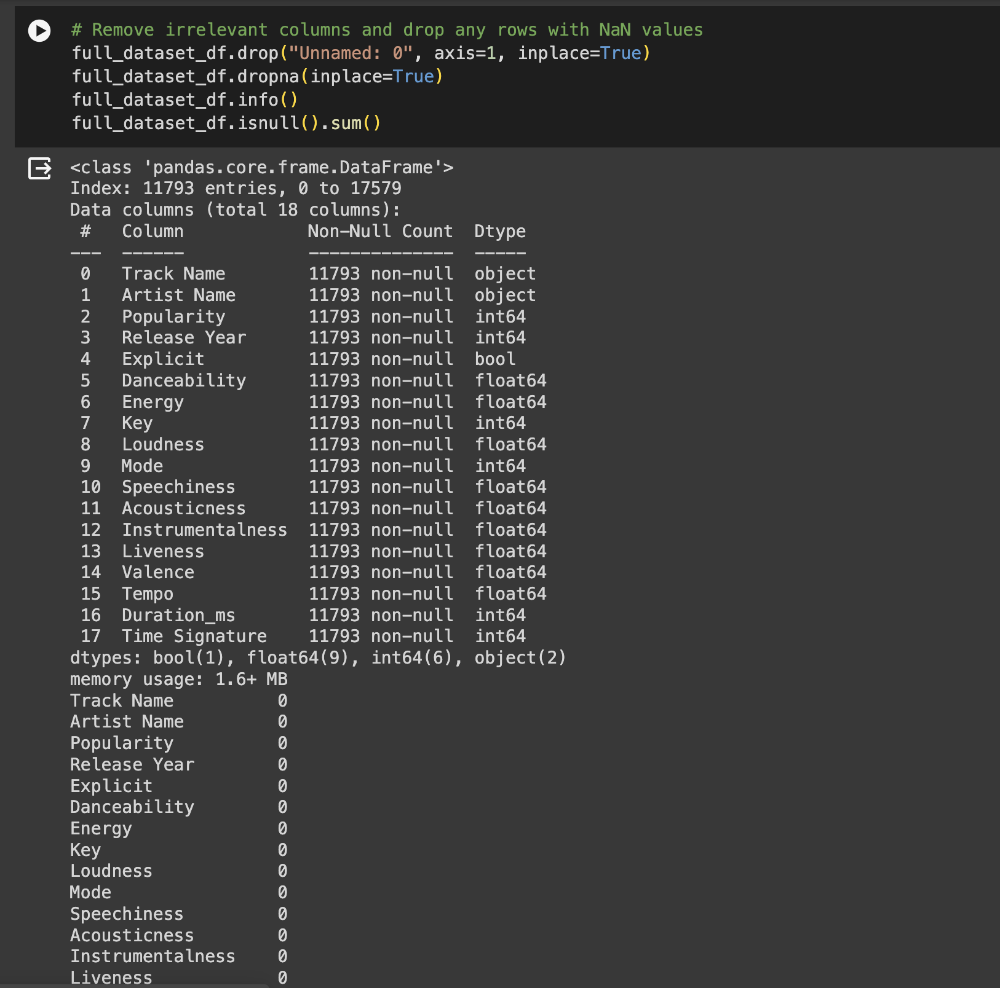 # Remove irrelevant columns and drop any rows with NaN values
full_dataset_df.drop("Unnamed: 0", axis=1, inplace=True)
full_dataset_df.dropna(inplace=True)
full_dataset_df.info()
full_dataset_df.isnull().sum()
<class 'pandas.core.frame.DataFrame'>
Index: 11793 entries, 0 to 17579
Data columns (total 18 columns):
 #   Column            Non-Null Count  Dtype
---  ------            --------------  -----
 0   Track Name        11793 non-null  object
 1   Artist Name       11793 non-null  object
 2   Popularity        11793 non-null  int64
 3   Release Year      11793 non-null  int64
 4   Explicit          11793 non-null  bool
 5   Danceability      11793 non-null  float64
 6   Energy            11793 non-null  float64
 7   Key               11793 non-null  int64
 8   Loudness          11793 non-null  float64
 9   Mode              11793 non-null  int64
 10  Speechiness       11793 non-null  float64
 11  Acousticness      11793 non-null  float64
 12  Instrumentalness  11793 non-null  float64
 13  Liveness          11793 non-null  float64
 14  Valence           11793 non-null  float64
 15  Tempo             11793 non-null  float64
 16  Duration_ms       11793 non-null  int64
 17  Time Signature    11793 non-null  int64
dtypes: bool(1), float64(9), int64(6), object(2)
memory usage: 1.6+ MB
Track Name          0
Artist Name         0
Popularity          0
Release Year        0
Explicit            0
Danceability        0
Energy              0
Key                 0
Loudness            0
Mode                0
Speechiness         0
Acousticness        0
Instrumentalness    0
Liveness            0